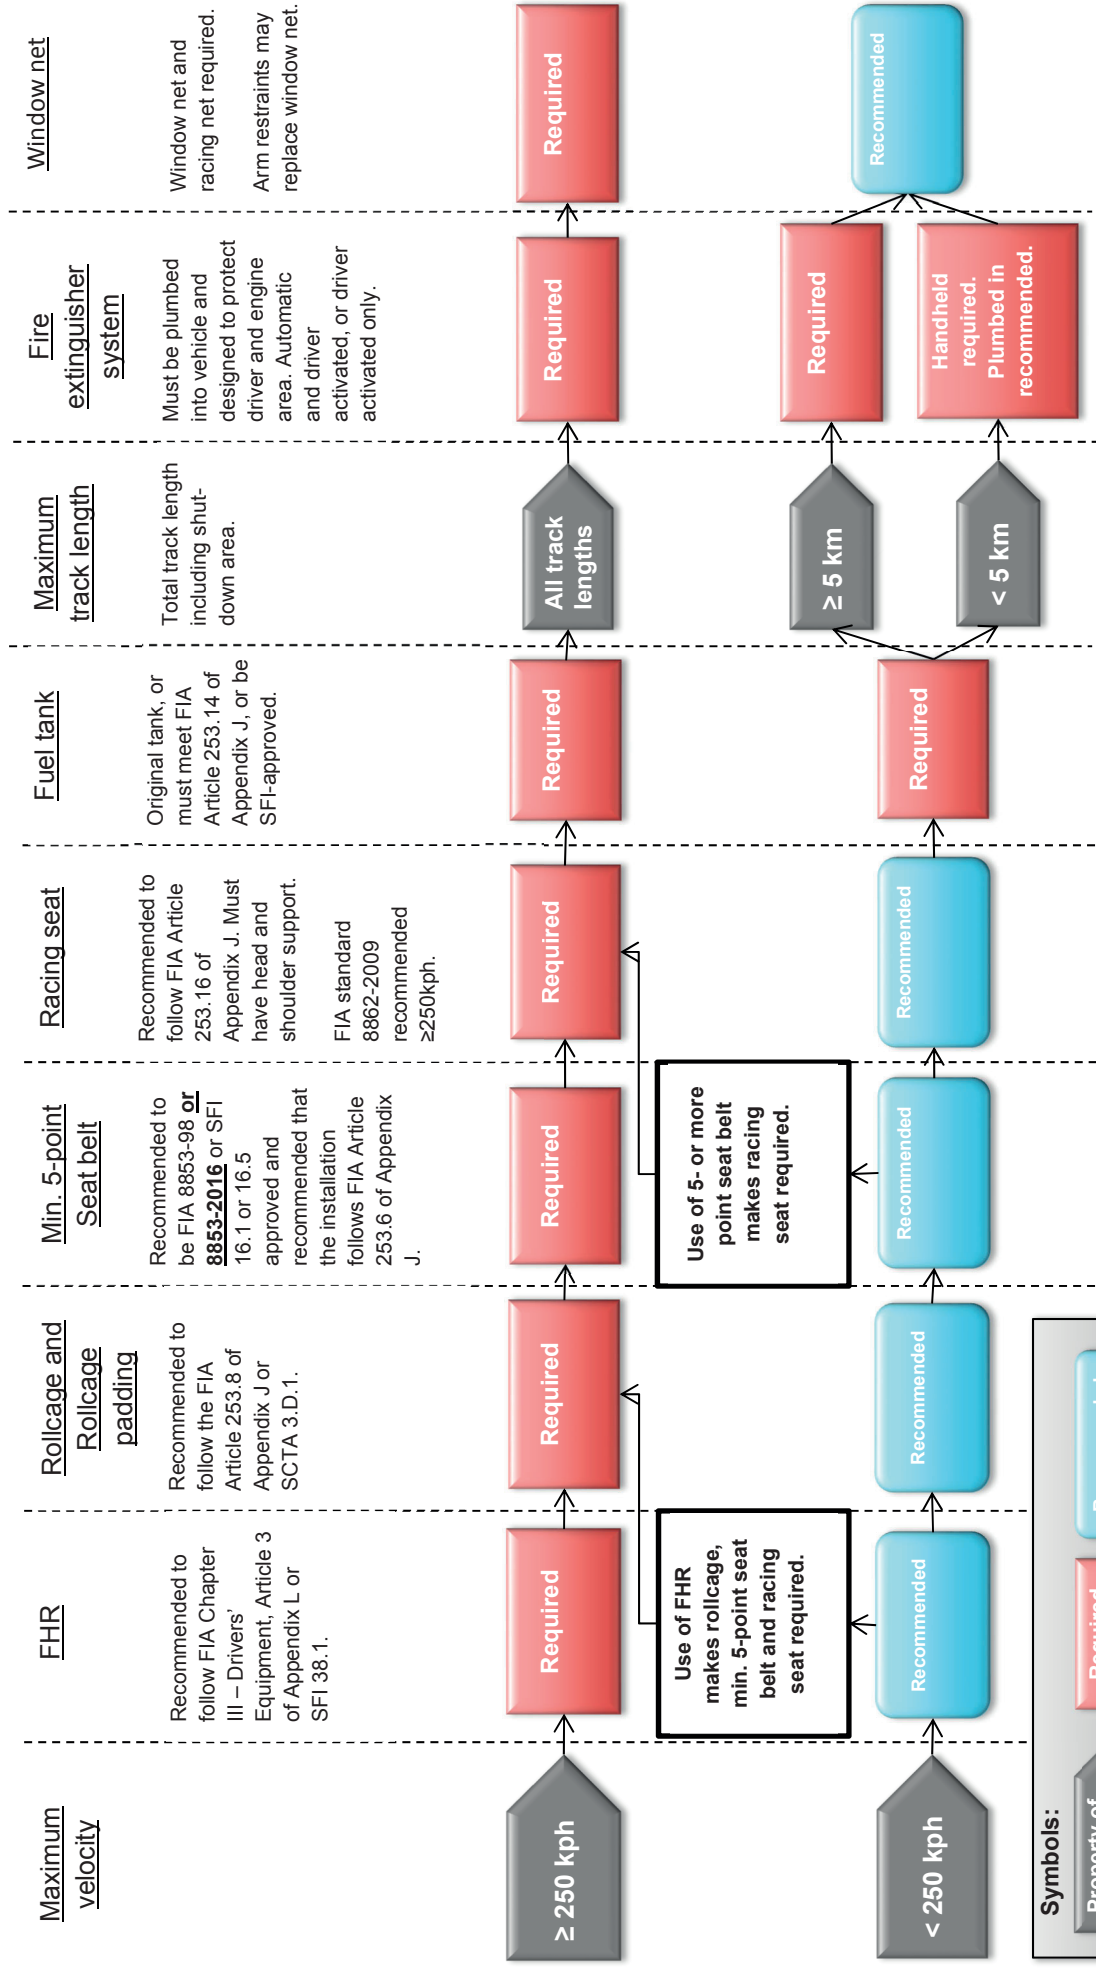 Maximum
velocity
FHR
Recommended to
follow FIA Chapter
III – Drivers’
Equipment, Article 3
of Appendix L or
SFI 38.1.
Rollcage and
Rollcage
padding
Recommended to
follow the FIA
Article 253.8 of
Appendix J or
SCTA 3.D.1.
Min. 5-point
Seat belt
Recommended to
be FIA 8853-98 or
8853-2016 or SFI
16.1 or 16.5
approved and
recommended that
the installation
follows FIA Article
253.6 of Appendix
J.
Racing seat
Recommended to
follow FIA Article
253.16 of
Appendix J. Must
have head and
shoulder support.
FIA standard
8862-2009
recommended
≥250kph.
Fuel tank
Original tank, or
must meet FIA
Article 253.14 of
Appendix J, or be
SFI-approved.
Maximum
track length
Total track length
including shut-
down area.
Fire
extinguisher
system
Must be plumbed
into vehicle and
designed to protect
driver and engine
area. Automatic
and driver
activated, or driver
activated only.
Window net
Window net and
racing net required.
Arm restraints may
replace window net.
≥ 250 kph
Required
Required
Required
Required
Required
All track
lengths
Required
Required
Use of FHR
makes rollcage,
min. 5-point seat
belt and racing
seat required.
Use of 5- or more
point seat belt
makes racing
seat required.
< 250 kph
Recommended
Recommended
Recommended
Recommended
Required
≥ 5 km
Required
< 5 km
Handheld
required.
Plumbed in
recommended.
Recommended
Symbols:
Property of
Required